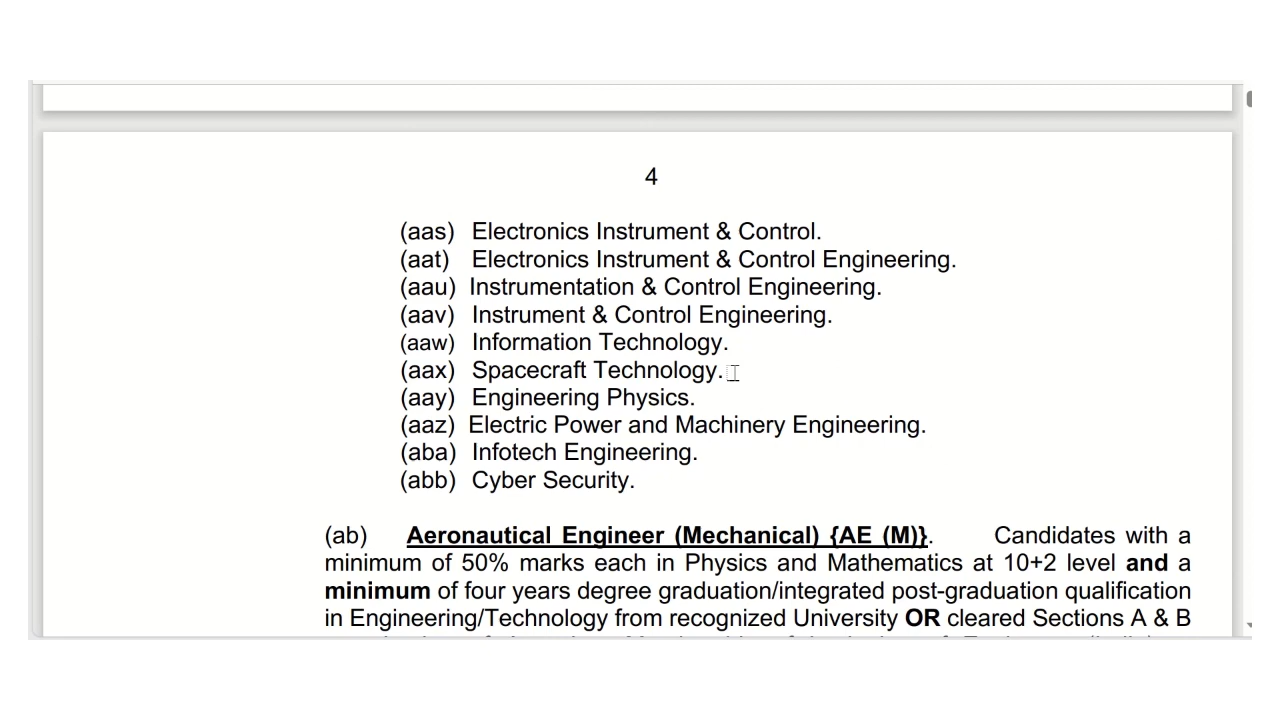 4
(aas) Electronics Instrument & Control.
(aat) Electronics Instrument & Control Engineering.
(aau) Instrumentation & Control Engineering.
(aav) Instrument & Control Engineering.
(aaw) Information Technology.
(aax) Spacecraft Technology.
(aay) Engineering Physics.
(aaz) Electric Power and Machinery Engineering.
(aba) Infotech Engineering.
(abb) Cyber Security.
(ab) Aeronautical Engineer (Mechanical) {AE (M)}. Candidates with a
minimum of 50% marks each in Physics and Mathematics at 10+2 level and a
minimum of four years degree graduation/integrated post-graduation qualification
in Engineering/Technology from recognized University OR cleared Sections A & B